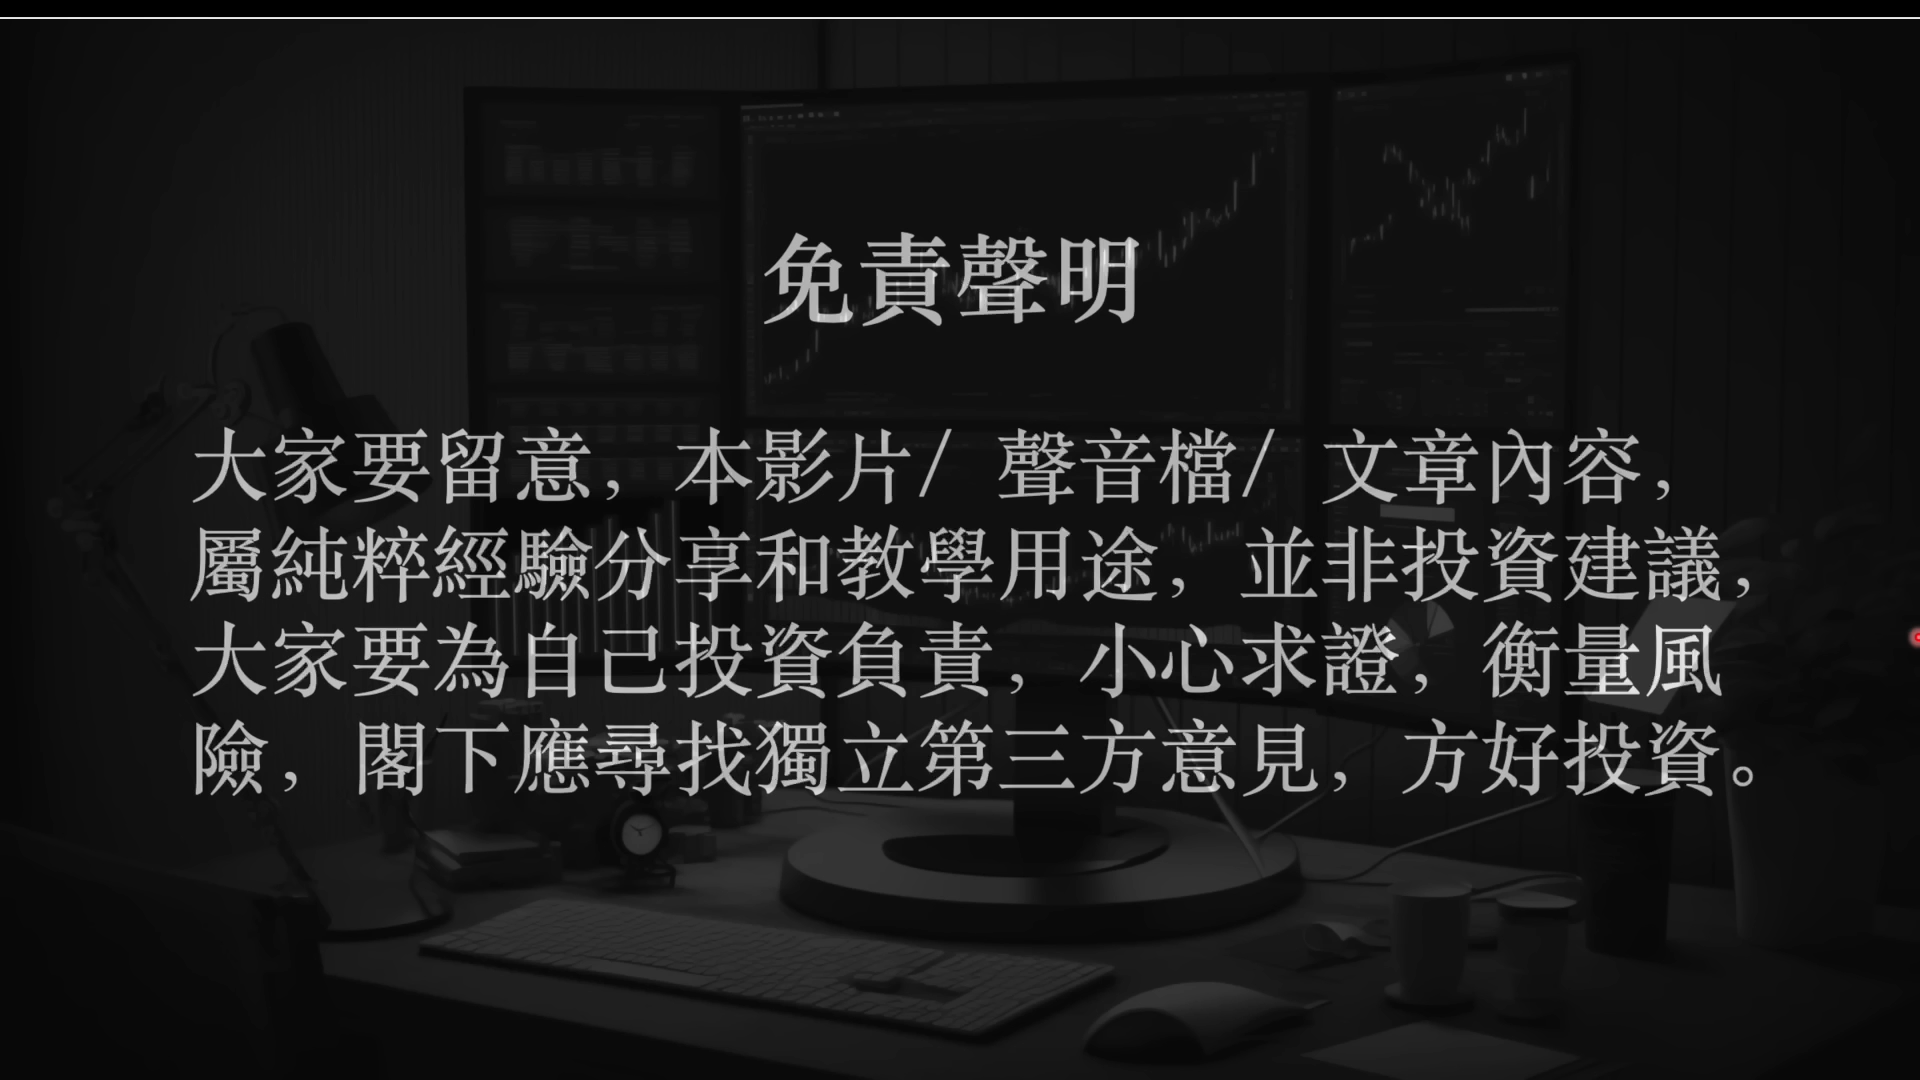 免責聲明
大家要留意，本影片/ 聲音檔/ 文章內容，
屬純粹經驗分享和教學用途，並非投資建議，
大家要為自己投資負責，小心求證，衡量風
險，閣下應尋找獨立第三方意見，方好投資。